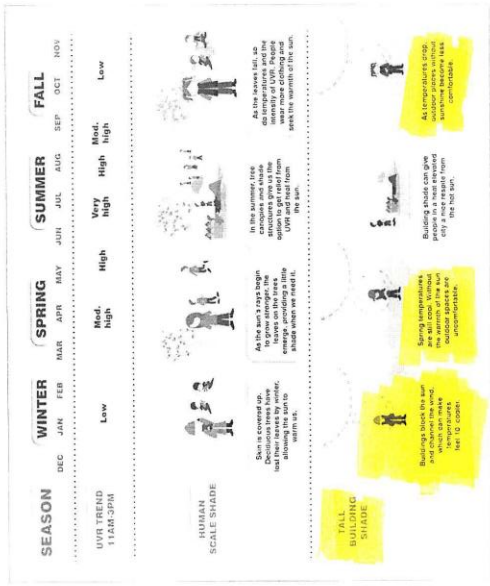 SEASON
WINTER
SPRING
SUMMER
FALL
DEC JAN FEB
MAR APR MAY
JUN JUL AUG
SEP OCT NOV
UVR TREND
11AM-3PM
Low
Mod.
high
High
Very
high
High
Mod.
high
Low
HUMAN
SCALE SHADE
Skin is covered up.
Deciduous trees have
lost their leaves by winter,
allowing the sun to
warm us.
As the sun's rays begin
to grow stronger, the
leaves on the trees
emerge, providing a little
shade when we need it.
In the summer, tree
canopies and shade
structures give us the
option to get relief from
UVR and heat from
the sun.
As the leaves fall, so
do temperatures and the
intensity of UVR. People
wear more clothing and
seek the warmth of the sun.
TALL
BUILDING
SHADE
Buildings block the sun
and channel the wind,
which can make
temperatures
feel 10 cooler.
Spring temperatures
are still cool. Without
the warmth of the sun
outdoor spaces are
uncomfortable.
Building shade can give
people in a heat elevated
city a nice respite from
the hot sun.
As temperatures drop,
outdoor places without
sunshine become less
comfortable.